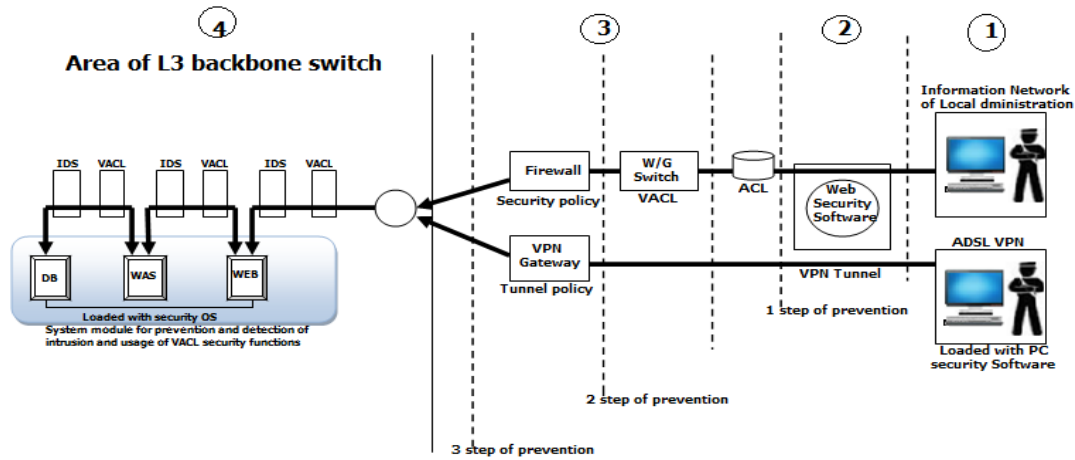 4
3
2
1
Area of L3 backbone switch
Information Network
of Local dministration
IDS
VACL
IDS
VACL
IDS
VACL
Firewall
Security policy
W/G
Switch
VACL
ACL
Web
Security
Software
VPN
Gateway
Tunnel policy
VPN Tunnel
ADSL VPN
DB
WAS
WEB
Loaded with security OS
System module for prevention and detection of
intrusion and usage of VACL security functions
1 step of prevention
Loaded with PC
security Software
2 step of prevention
3 step of prevention